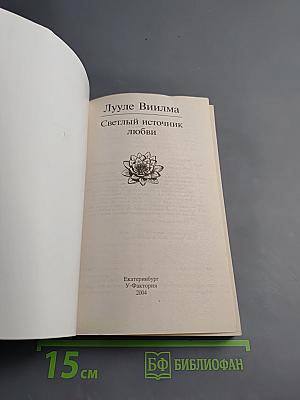 Лууле Виилма
Светлый источник
любви
Екатеринбург
У-Фактория
2004
15 см
БФ БИБЛИОФАН